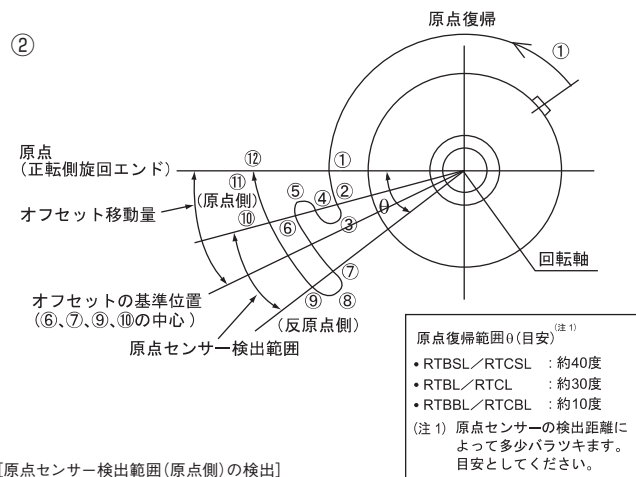 ②
原点復帰
①
原点
(正転側旋回エンド)
⑫
①
⑪
(原点側)
⑤
④
②
オフセット移動量
⑩
⑥
③
θ
⑦
回転軸
オフセットの基準位置
(⑥、⑦、⑨、⑩の中心)
⑨
⑧
(反原点側)
原点センサー検出範囲
原点復帰範囲θ(目安)(注1)
• RTBSL/RTCSL :約40度
• RTBL/RTCL :約30度
• RTBBL/RTCBL :約10度
(注1) 原点センサーの検出距離に
よって多少バラツキます。
目安としてください。
[原点センサー検出範囲(原点側)の検出]